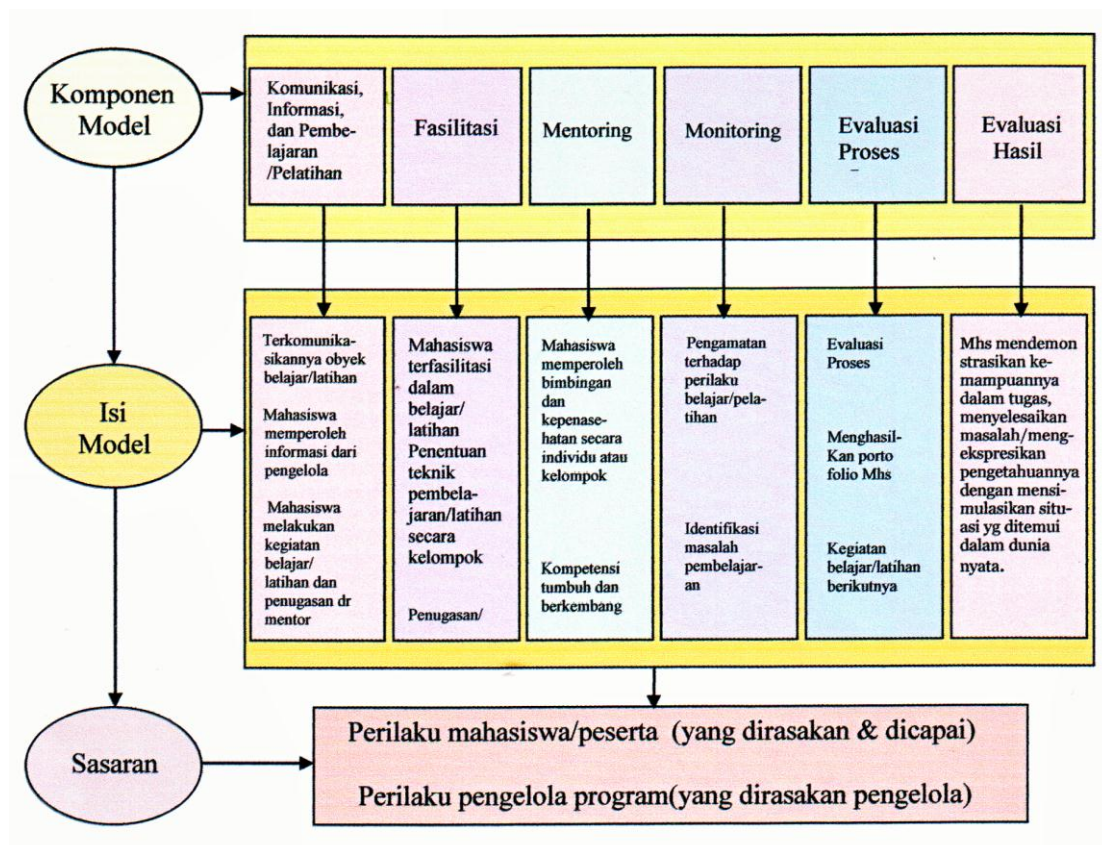 Komponen
Model
Komunikasi,
Informasi,
dan Pembe-
lajaran
/Pelatihan
Fasilitasi
Mentoring
Monitoring
Evaluasi
Proses
Evaluasi
Hasil
Isi
Model
Terkomunika-
sikannya obyek
belajar/latihan
Mahasiswa
memperoleh
informasi dari
pengelola
Mahasiswa
melakukan
kegiatan
belajar/
latihan dan
penugasan dr
mentor
Mahasiswa
terfasilitasi
dalam
belajar/
latihan
Penentuan
teknik
pembela-
jaran/latihan
secara
kelompok
Penugasan/
Mahasiswa
memperoleh
bimbingan
dan
kepenase-
hatan secara
individu atau
kelompok
Kompetensi
tumbuh dan
berkembang
Pengamatan
terhadap
perilaku
belajar/pela-
tihan
Identifikasi
masalah
pembelajar-
an
Evaluasi
Proses
Menghasil-
Kan porto
folio Mhs
Kegiatan
belajar/latihan
berikutnya
Mhs mendemon
strasikan ke-
mampuannya
dalam tugas,
menyelesaikan
masalah/meng-
ekspresikan
pengetahuannya
dengan mensi-
mulasikan situ-
asi yg ditemui
dalam dunia
nyata.
Sasaran
Perilaku mahasiswa/peserta (yang dirasakan & dicapai)
Perilaku pengelola program(yang dirasakan pengelola)